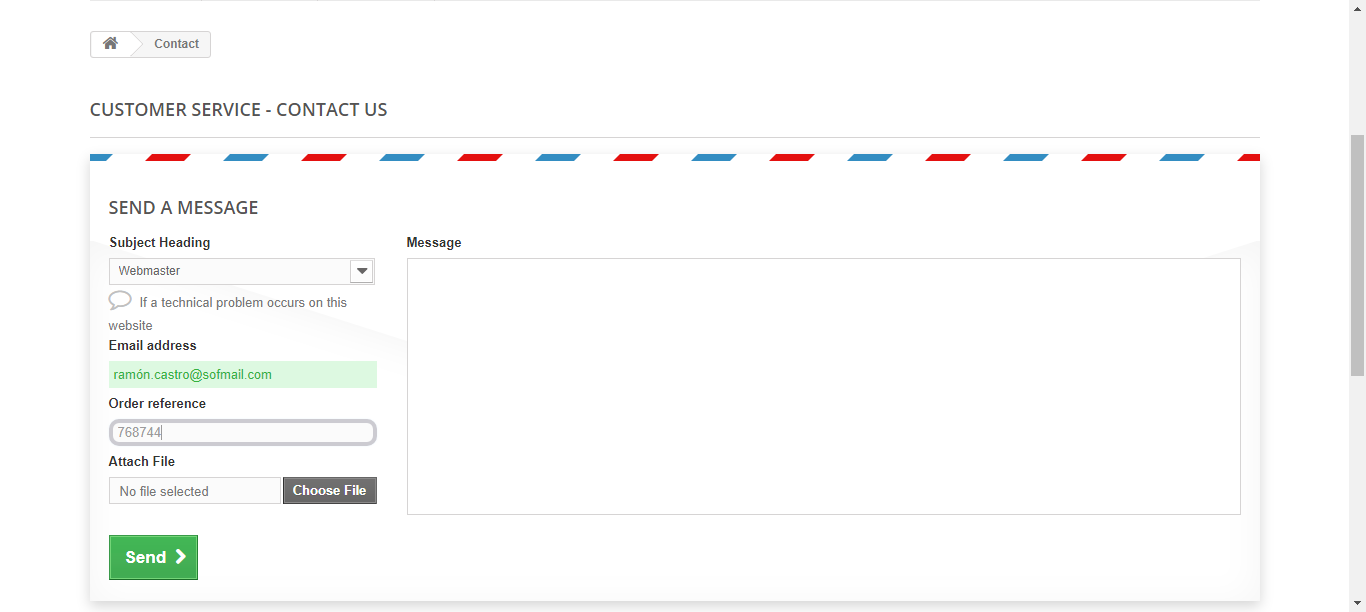 Contact
CUSTOMER SERVICE - CONTACT US
SEND A MESSAGE
Subject Heading
Webmaster
If a technical problem occurs on this
website
Email address
ramón.castro@sofmail.com
Order reference
768744
Attach File
No file selected
Choose File
Send
Message